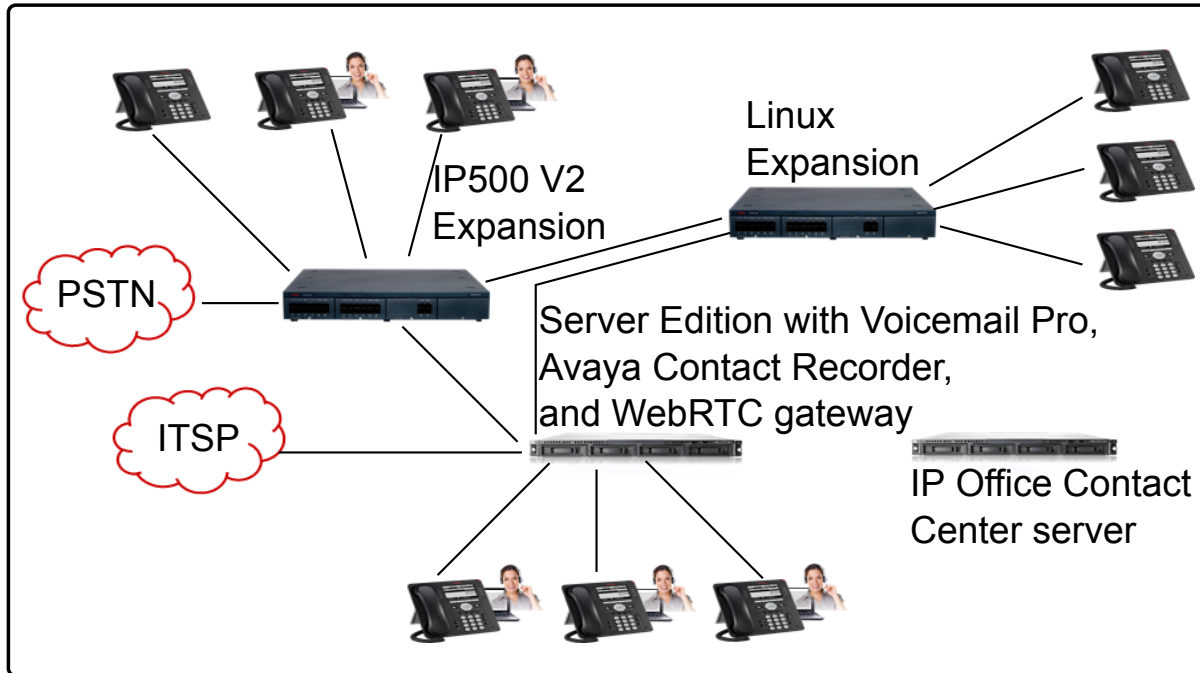 Linux
Expansion
IP500 V2
Expansion
PSTN
Server Edition with Voicemail Pro,
Avaya Contact Recorder,
and WebRTC gateway
ITSP
IP Office Contact
Center server